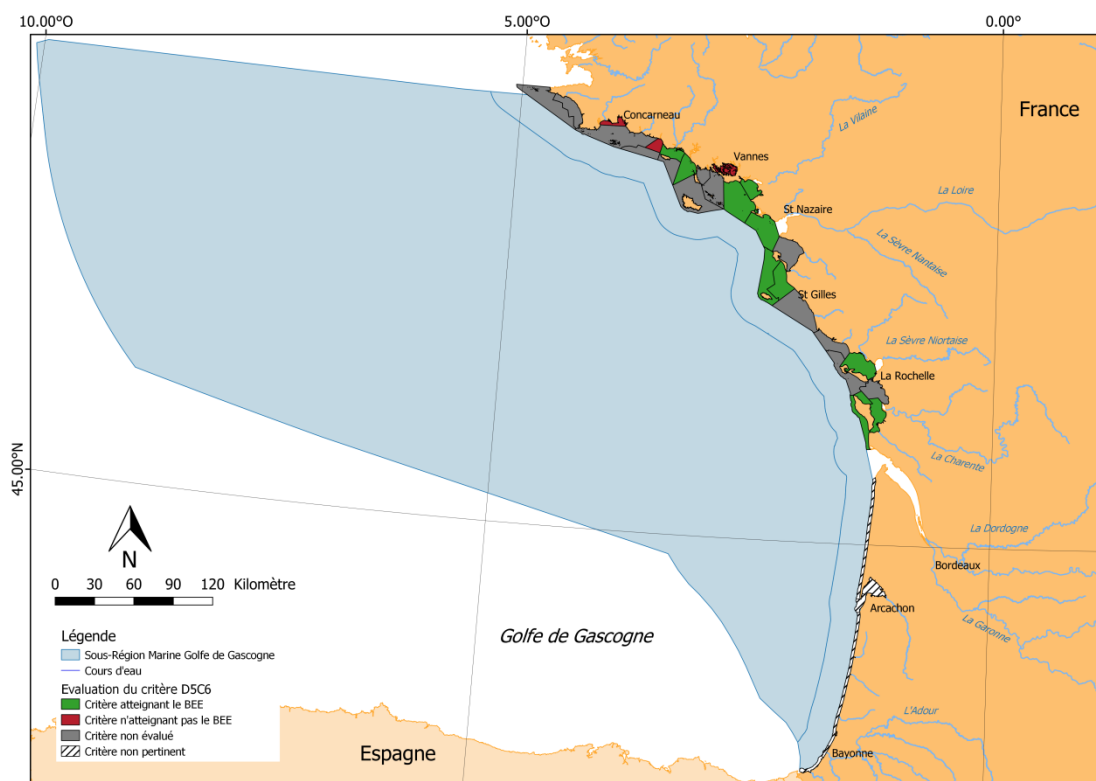 10.00°O
5.00°O
0.00°
France
Concarneau
La Vilaine
Vannes
La Loire
St Nazaire
La Sèvre Nantaise
St Gilles
La Sèvre Niortaise
La Rochelle
45.00°N
La Charente
La Dordogne
N
Bordeaux
0 30 60 90 120 Kilomètre
Arcachon
La Garonne
Golfe de Gascogne
Légende
Sous-Région Marine Golfe de Gascogne
Cours d'eau
Evaluation du critère D5C6
Critère atteignant le BEE
Critère n'atteignant pas le BEE
Critère non évalué
Critère non pertinent
L'Adour
Espagne
Bayonne